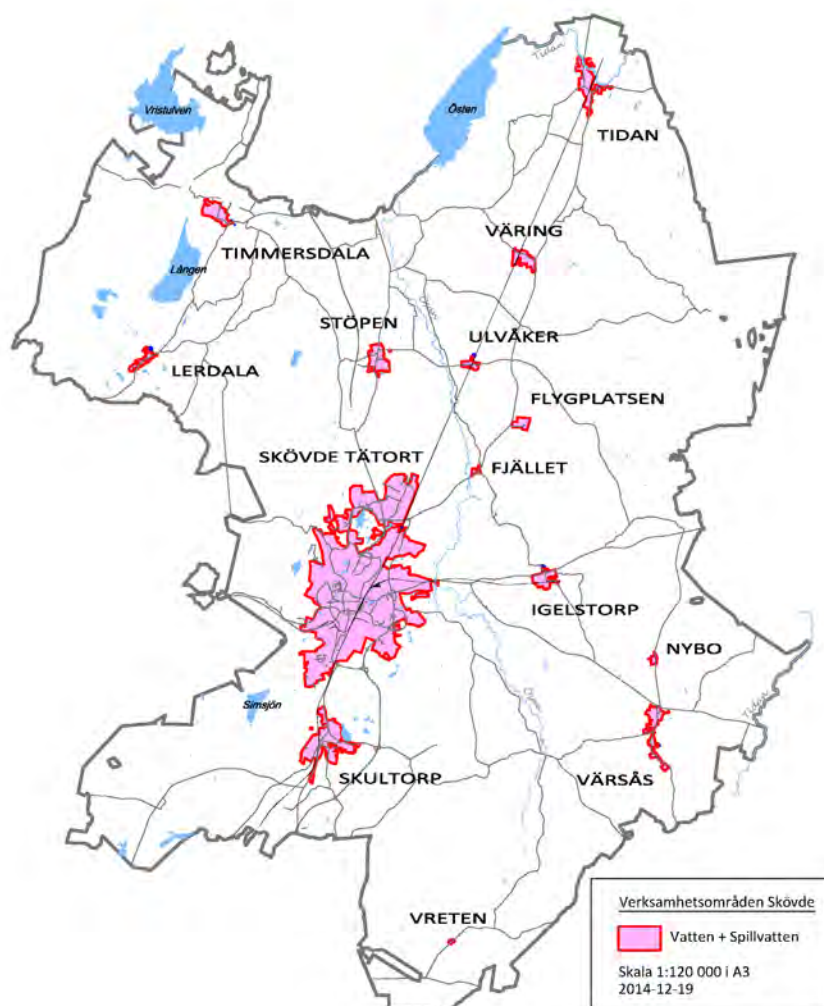 Tidan
Vristulven
Östen
TIDAN
VÄRING
TIMMERSDALA
Lången
STÖPEN
ULVÅKER
LERDALA
FLYGPLATSEN
SKÖVDE TÄTORT
FJÄLLET
IGELSTORP
NYBO
Simsjön
Tidan
SKULTORP
VÄRSÅS
VRETEN
Verksamhetsområden Skövde
Vatten + Spillvatten
Skala 1:120 000 i A3
2014-12-19